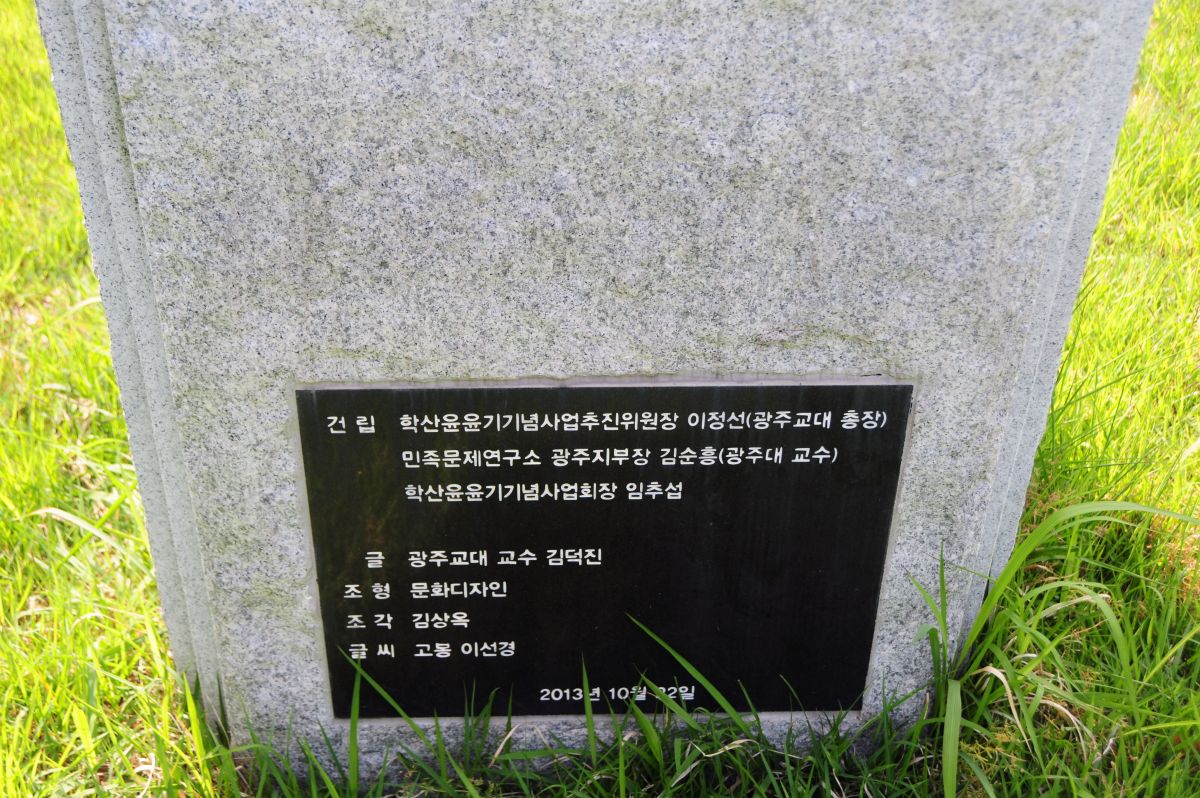 건 립 학산윤윤기기념사업추진위원장 이정선(광주교대 총장)
민족문제연구소 광주지부장 김순흥(광주대 교수)
학산윤윤기기념사업회장 임추섭
글 광주교대 교수 김덕진
조 형 문화디자인
조 각 김상옥
글 씨 고봉 이선경
2013년 10월 22일